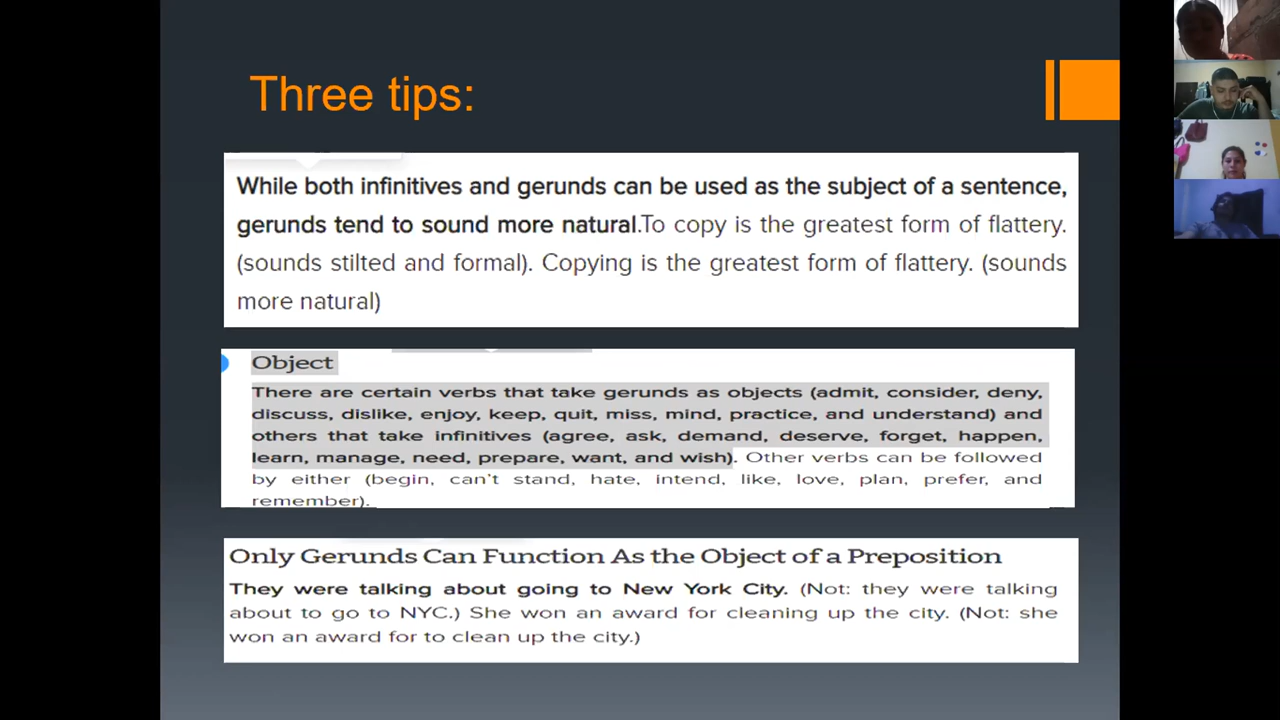 Three tips:
While both infinitives and gerunds can be used as the subject of a sentence,
gerunds tend to sound more natural.To copy is the greatest form of flattery.
(sounds stilted and formal). Copying is the greatest form of flattery. (sounds
more natural)
Object
There are certain verbs that take gerunds as objects (admit, consider, deny,
discuss, dislike, enjoy, keep, quit, miss, mind, practice, and understand) and
others that take infinitives (agree, ask, demand, deserve, forget, happen,
learn, manage, need, prepare, want, and wish). Other verbs can be followed
by either (begin, can't stand, hate, intend, like, love, plan, prefer, and
remember).
Only Gerunds Can Function As the Object of a Preposition
They were talking about going to New York City. (Not: they were talking
about to go to NYC.) She won an award for cleaning up the city. (Not: she
won an award for to clean up the city.)